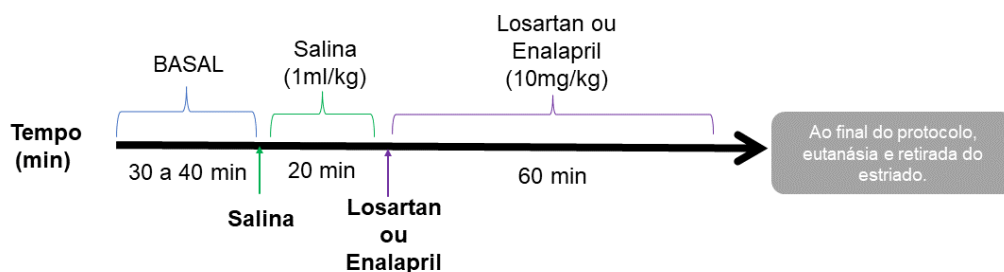 BASAL
Salina
(1ml/kg)
Losartan ou
Enalapril
(10mg/kg)
Tempo
(min)
30 a 40 min
20 min
60 min
Salina
Losartan
ou
Enalapril
Ao final do protocolo,
eutanásia e retirada do
estriado.